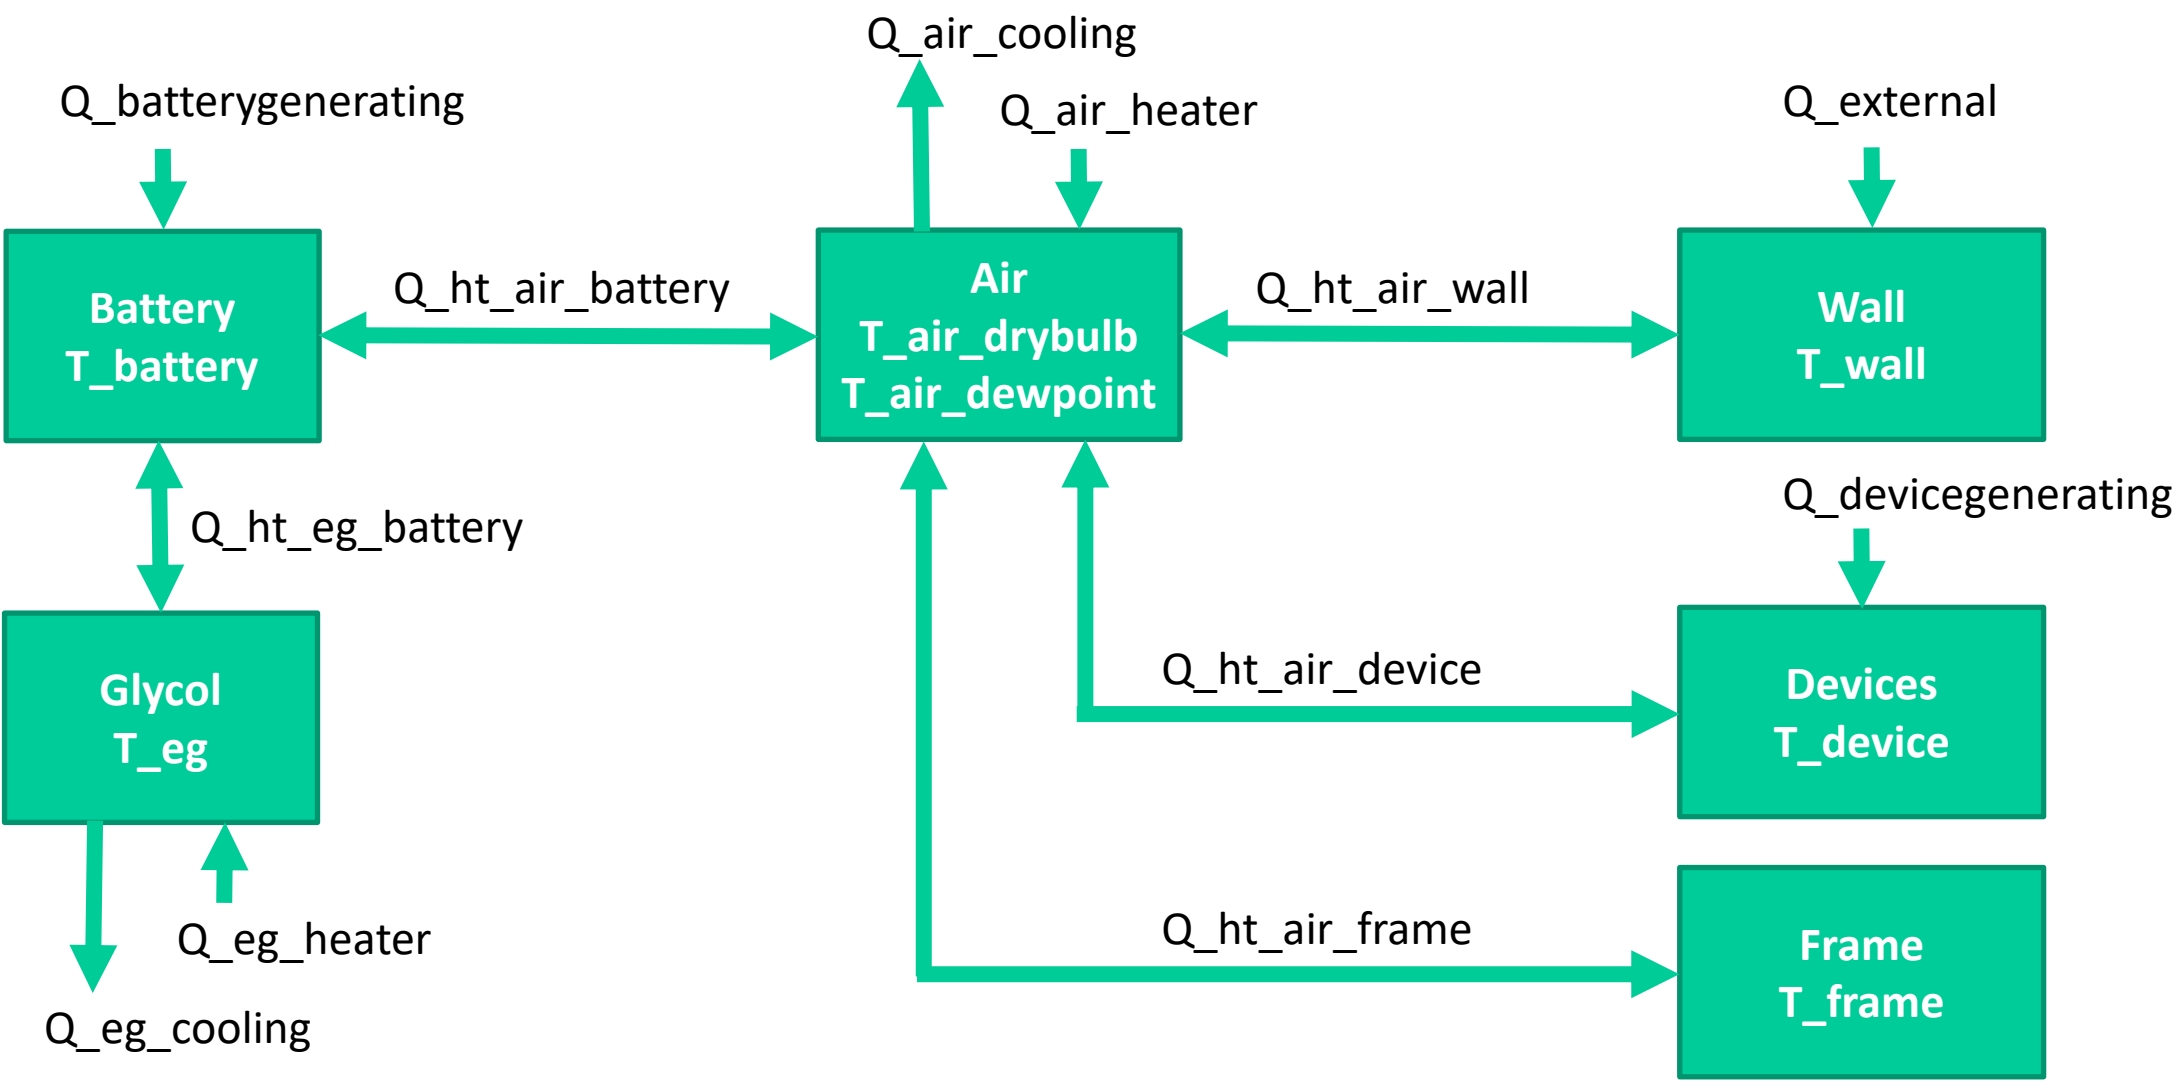 Q_air_cooling
Q_batterygenerating
Q_air_heater
Q_external
Battery
T_battery
Q_ht_air_battery
Air
T_air_drybulb
T_air_dewpoint
Q_ht_air_wall
Wall
T_wall
Q_ht_eg_battery
Q_devicegenerating
Glycol
T_eg
Q_ht_air_device
Devices
T_device
Q_eg_heater
Q_eg_cooling
Q_ht_air_frame
Frame
T_frame